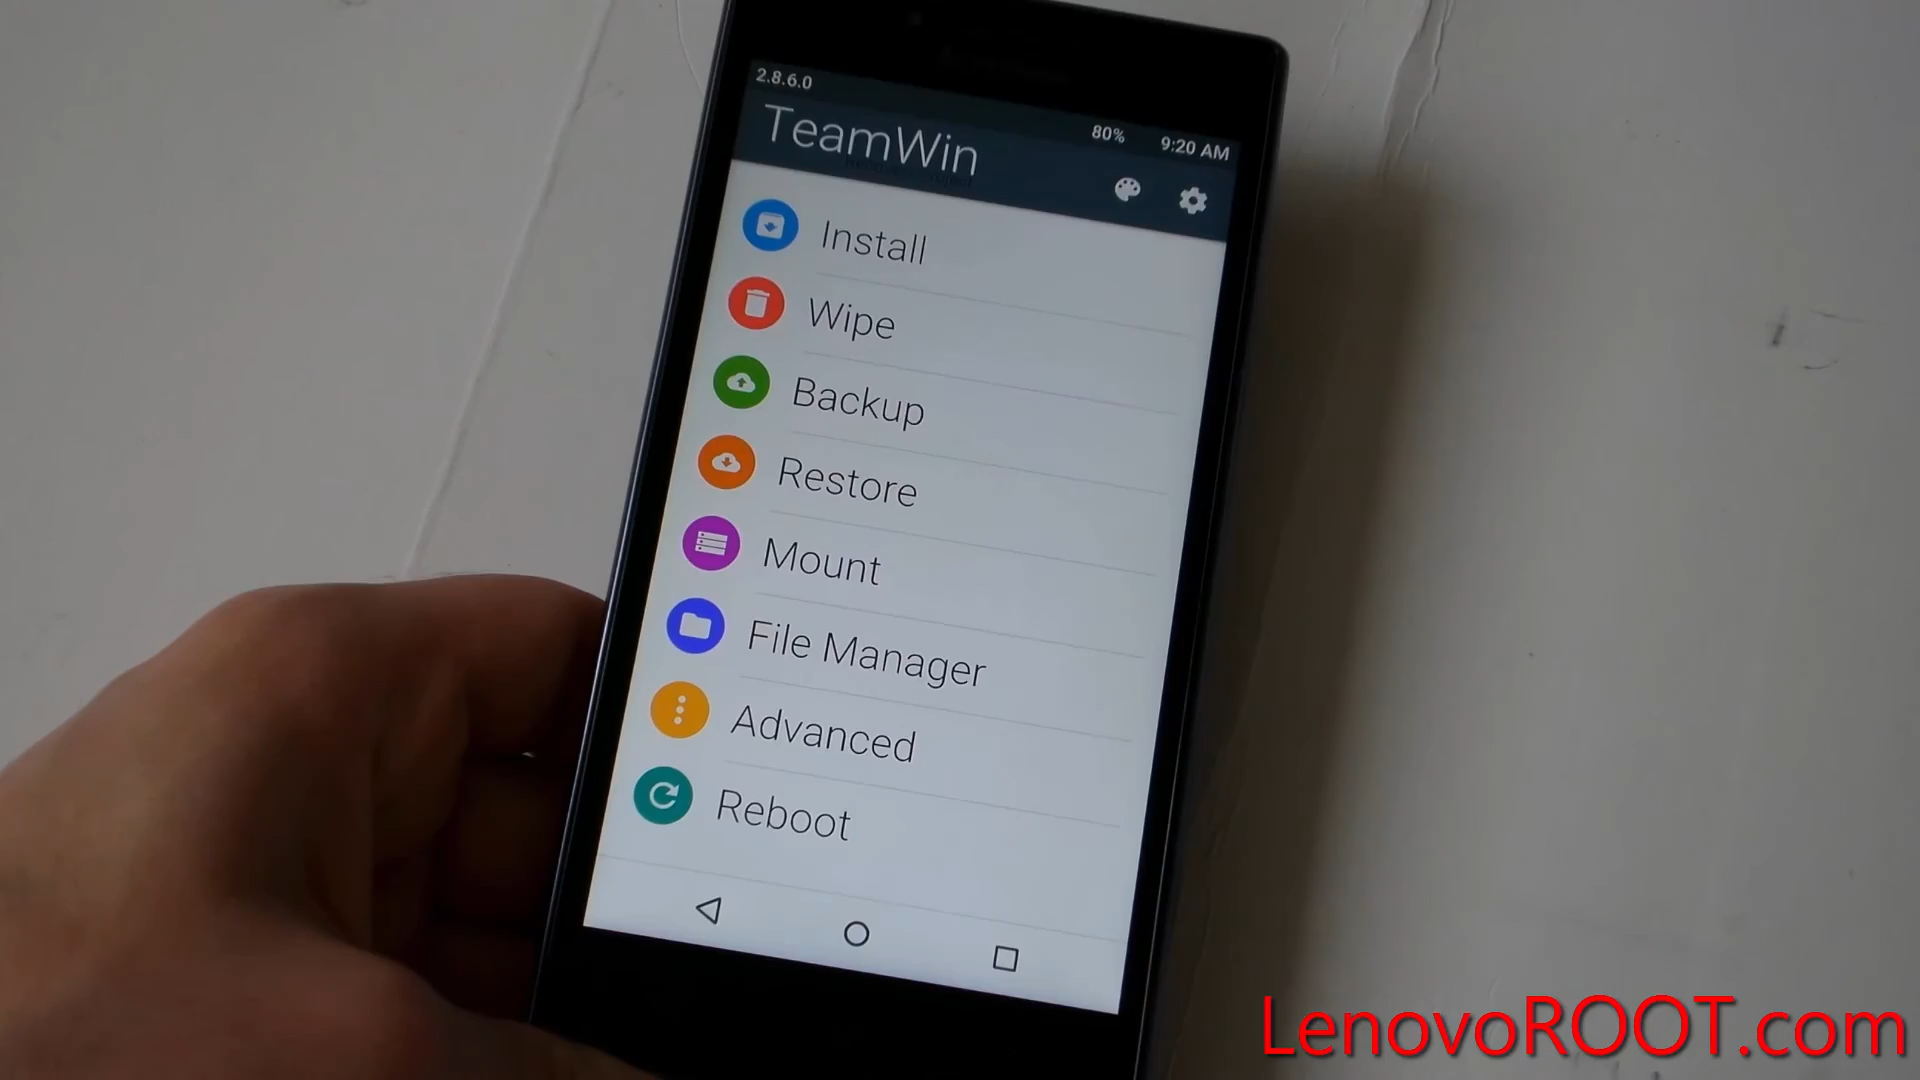 2.8.6.0
TeamWin
80% 9:20 AM
Install
Wipe
Backup
Restore
Mount
File Manager
Advanced
Reboot
LenovoROOT.com